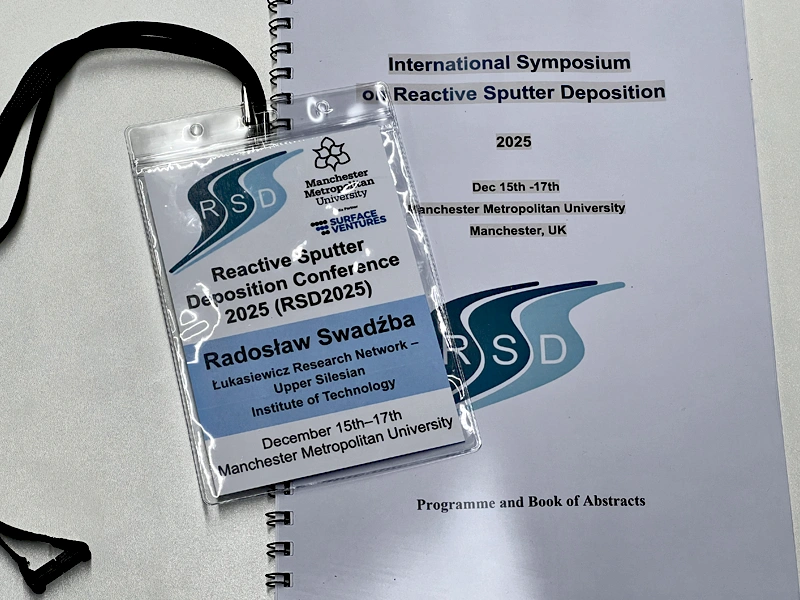 International Symposium
on Reactive Sputter Deposition
2025
Dec 15th -17th
Manchester Metropolitan University
Manchester, UK
RSD
Programme and Book of Abstracts
RSD
Manchester
Metropolitan
University
Co Partner
SURFACE
VENTURES
Reactive Sputter
Deposition Conference
2025 (RSD2025)
Radosław Swadźba
Łukasiewicz Research Network –
Upper Silesian
Institute of Technology
December 15th–17th
Manchester Metropolitan University